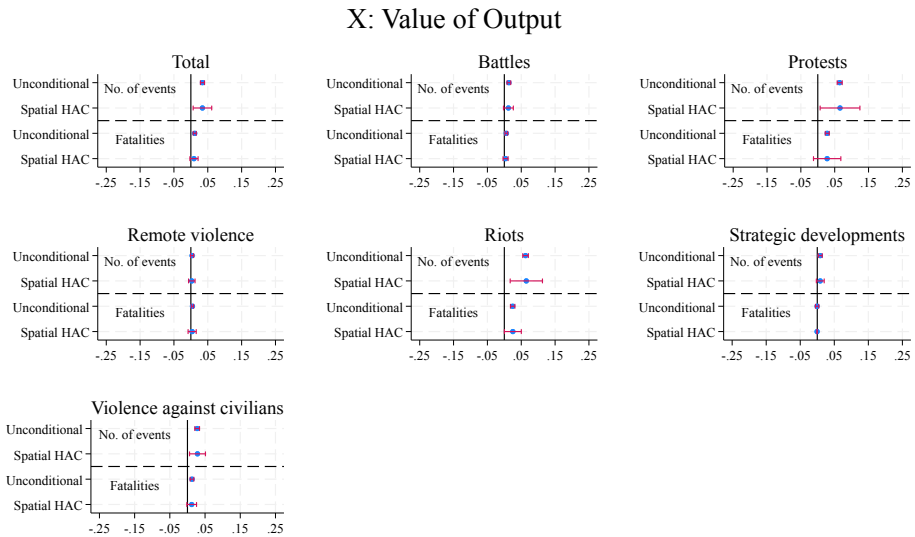 X: Value of Output
Total
Unconditional
No. of events
Spatial HAC
Unconditional
Fatalities
Spatial HAC
-.25 -.15 -.05 .05 .15 .25
Battles
Unconditional
No. of events
Spatial HAC
Unconditional
Fatalities
Spatial HAC
-.25 -.15 -.05 .05 .15 .25
Protests
Unconditional
No. of events
Spatial HAC
Unconditional
Fatalities
Spatial HAC
-.25 -.15 -.05 .05 .15 .25
Remote violence
Unconditional
No. of events
Spatial HAC
Unconditional
Fatalities
Spatial HAC
-.25 -.15 -.05 .05 .15 .25
Riots
Unconditional
No. of events
Spatial HAC
Unconditional
Fatalities
Spatial HAC
-.25 -.15 -.05 .05 .15 .25
Strategic developments
Unconditional
No. of events
Spatial HAC
Unconditional
Fatalities
Spatial HAC
-.25 -.15 -.05 .05 .15 .25
Violence against civilians
Unconditional
No. of events
Spatial HAC
Unconditional
Fatalities
Spatial HAC
-.25 -.15 -.05 .05 .15 .25